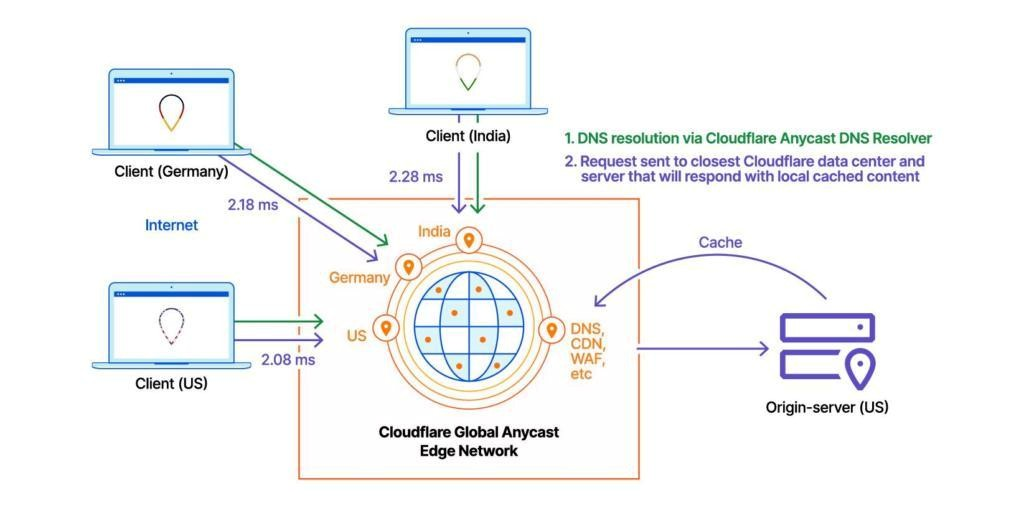 Client (India)
1. DNS resolution via Cloudflare Anycast DNS Resolver
2. Request sent to closest Cloudflare data center and
server that will respond with local cached content
Client (Germany)
2.28 ms
2.18 ms
Internet
India
Germany
US
DNS,
CDN,
WAF,
etc
Cache
2.08 ms
Client (US)
Origin-server (US)
Cloudflare Global Anycast
Edge Network